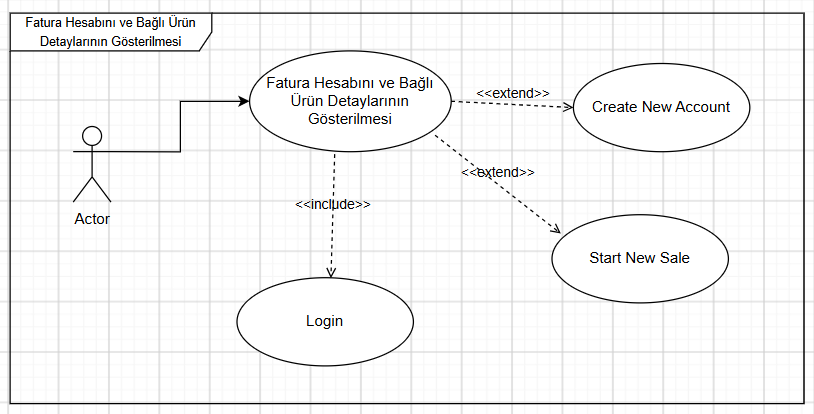 Fatura Hesabını ve Bağlı Ürün
Detaylarının Gösterilmesi
Fatura Hesabını ve Bağlı
Ürün Detaylarının
Gösterilmesi
<<extend>>
Create New Account
<<extend>>
<<include>>
Actor
Start New Sale
Login